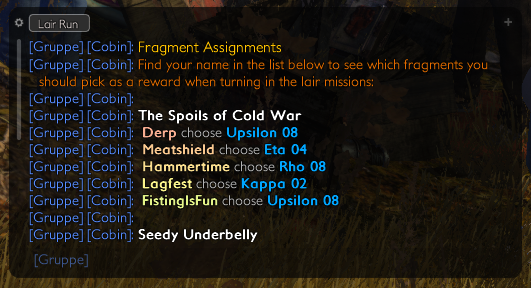 Lair Run
[Gruppe] [Cobin]: Fragment Assignments
[Gruppe] [Cobin]: Find your name in the list below to see which fragments you
should pick as a reward when turning in the lair missions:
[Gruppe] [Cobin]:
[Gruppe] [Cobin]: The Spoils of Cold War
[Gruppe] [Cobin]: Derp choose Upsilon 08
[Gruppe] [Cobin]: Meatshield choose Eta 04
[Gruppe] [Cobin]: Hammertime choose Rho 08
[Gruppe] [Cobin]: Lagfest choose Kappa 02
[Gruppe] [Cobin]: FistingIsFun choose Upsilon 08
[Gruppe] [Cobin]:
[Gruppe] [Cobin]: Seedy Underbelly
[Gruppe]